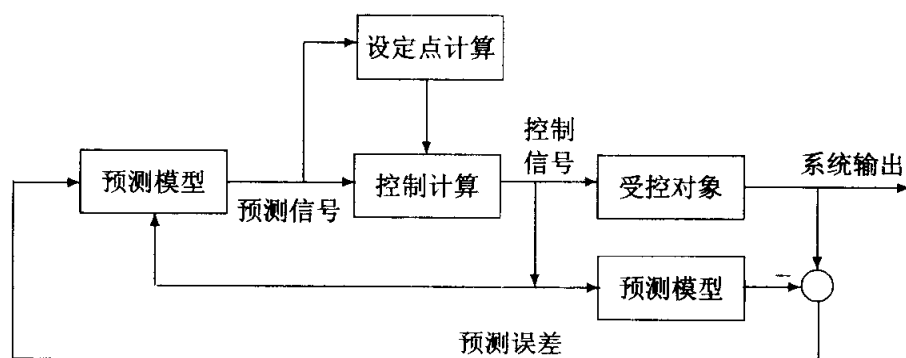 设定点计算
控制
信号
系统输出
预测模型
控制计算
受控对象
预测信号
预测模型
预测误差